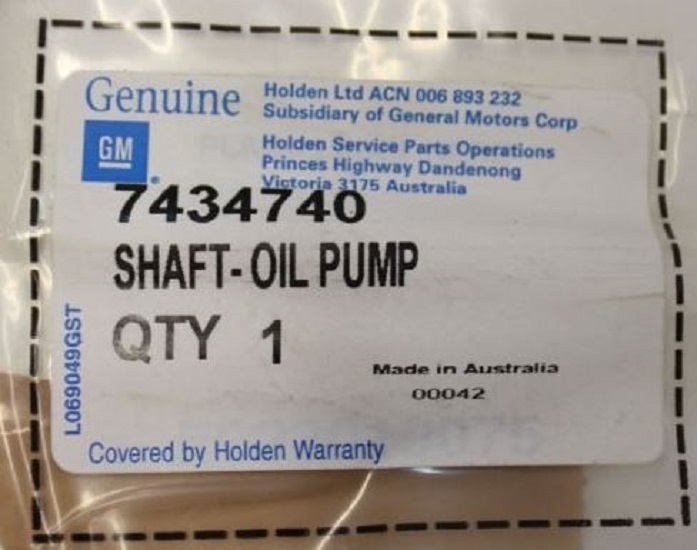 Genuine
GM
Holden Ltd ACN 006 893 232
Subsidiary of General Motors Corp
Holden Service Parts Operations
Princes Highway Dandenong
Victoria 3175 Australia
7434740
SHAFT-OIL PUMP
QTY 1
Made in Australia
00042
L069049GST
Covered by Holden Warranty